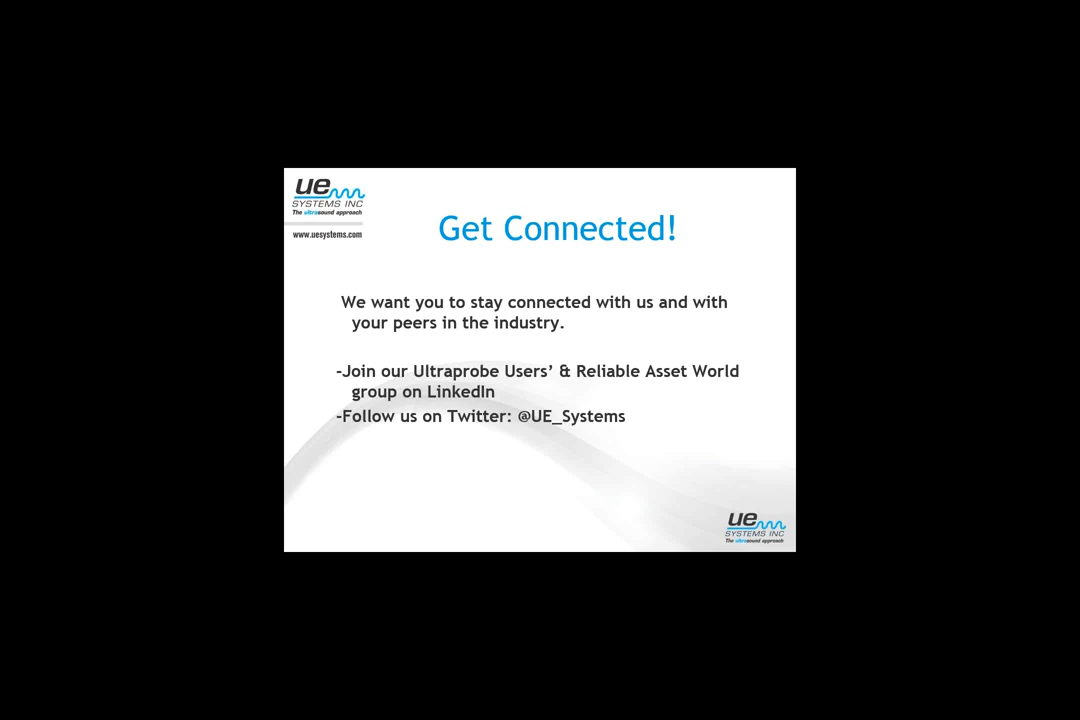 ue
SYSTEMS INC
The ultrasound approach
www.uesystems.com
Get Connected!
We want you to stay connected with us and with
your peers in the industry.
-Join our Ultraprobe Users’ & Reliable Asset World
group on LinkedIn
-Follow us on Twitter: @UE_Systems
ue
SYSTEMS INC
The ultrasound approach